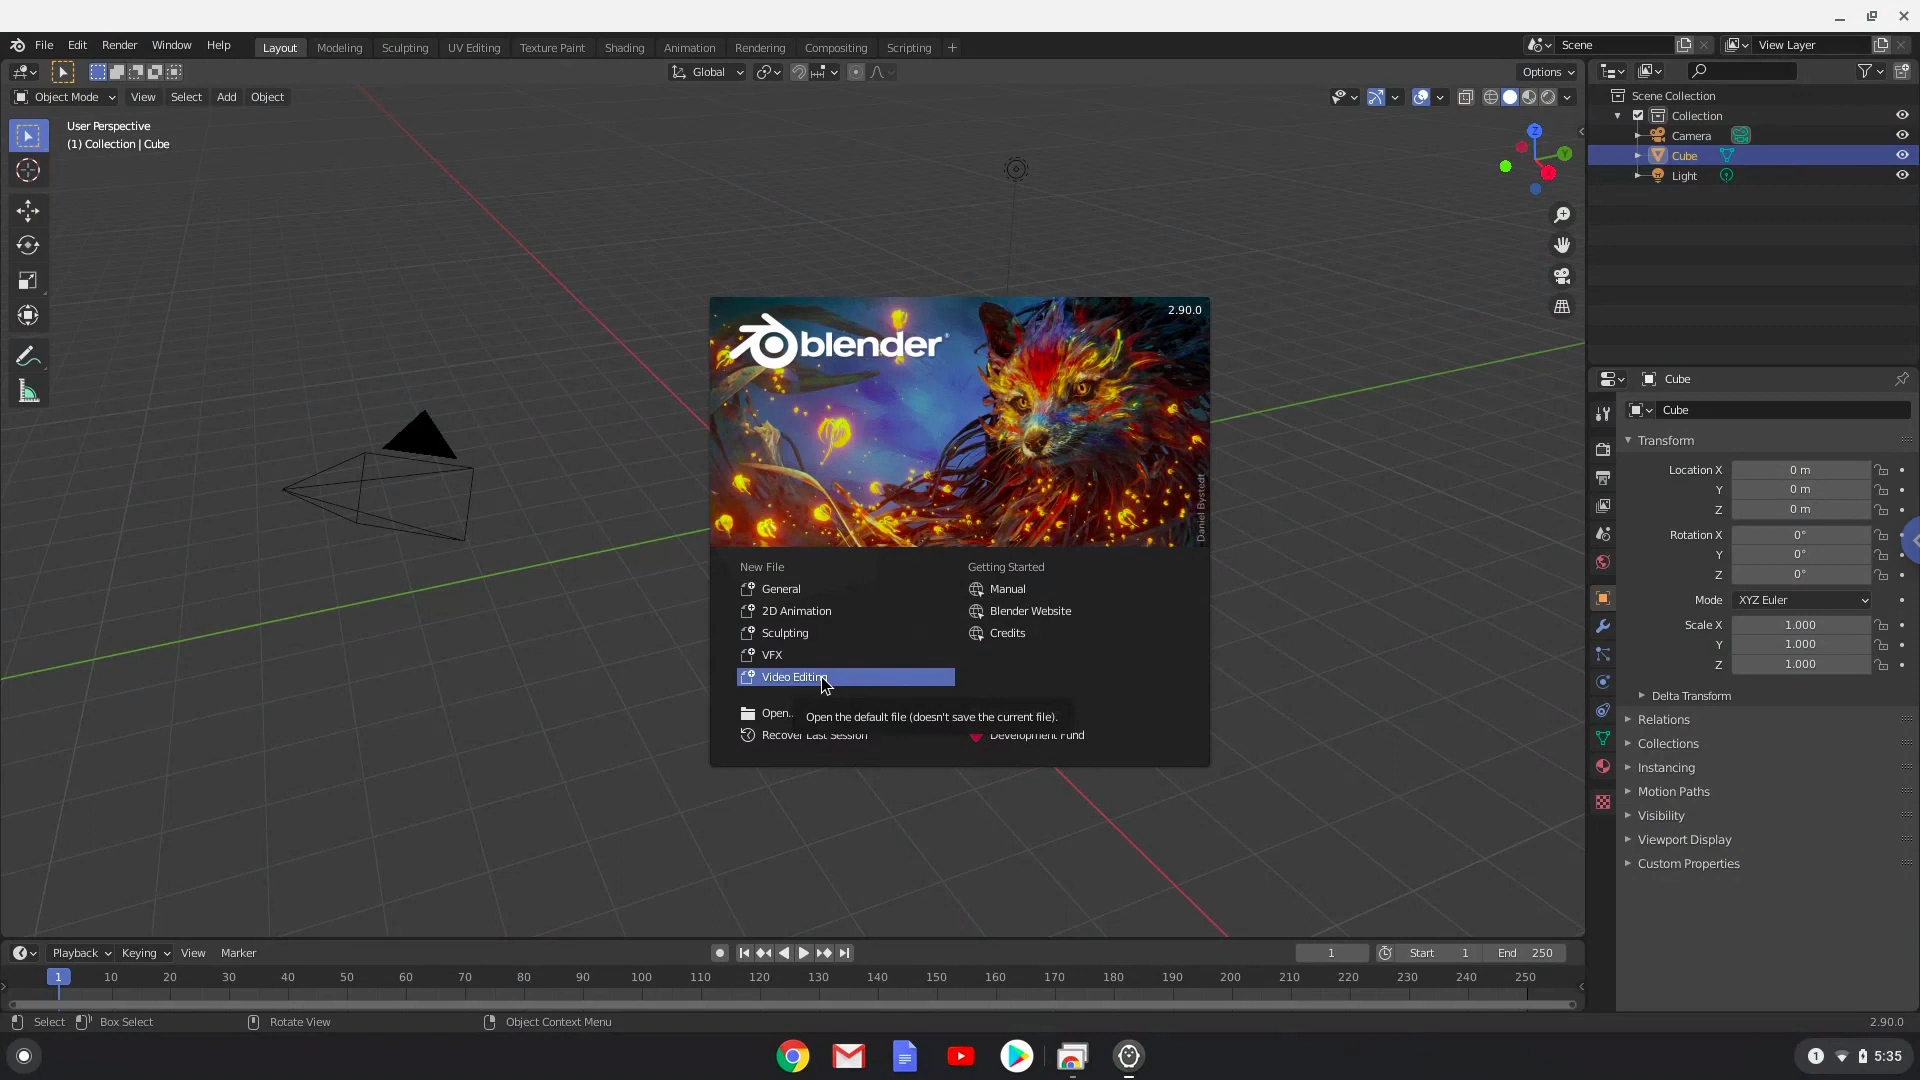 File Edit Render Window Help Layout Modeling Sculpting UV Editing Texture Paint Shading Animation Rendering Compositing Scripting + Scene View Layer
Global Options
Object Mode View Select Add Object
User Perspective
(1) Collection | Cube
Z
Y
X
Scene Collection
Collection
Camera
Cube
Light
2.90.0
blender
Daniel Bystedt
New File
General
2D Animation
Sculpting
VFX
Video Editing
Open..
Recover Last Session
Getting Started
Manual
Blender Website
Credits
Development Fund
Open the default file (doesn't save the current file).
Cube
Cube
Transform
Location X 0 m
Y 0 m
Z 0 m
Rotation X 0°
Y 0°
Z 0°
Mode XYZ Euler
Scale X 1.000
Y 1.000
Z 1.000
Delta Transform
Relations
Collections
Instancing
Motion Paths
Visibility
Viewport Display
Custom Properties
Playback Keying View Marker 1 Start 1 End 250
1 10 20 30 40 50 60 70 80 90 100 110 120 130 140 150 160 170 180 190 200 210 220 230 240 250
Select Box Select Rotate View Object Context Menu 2.90.0
1 5:35